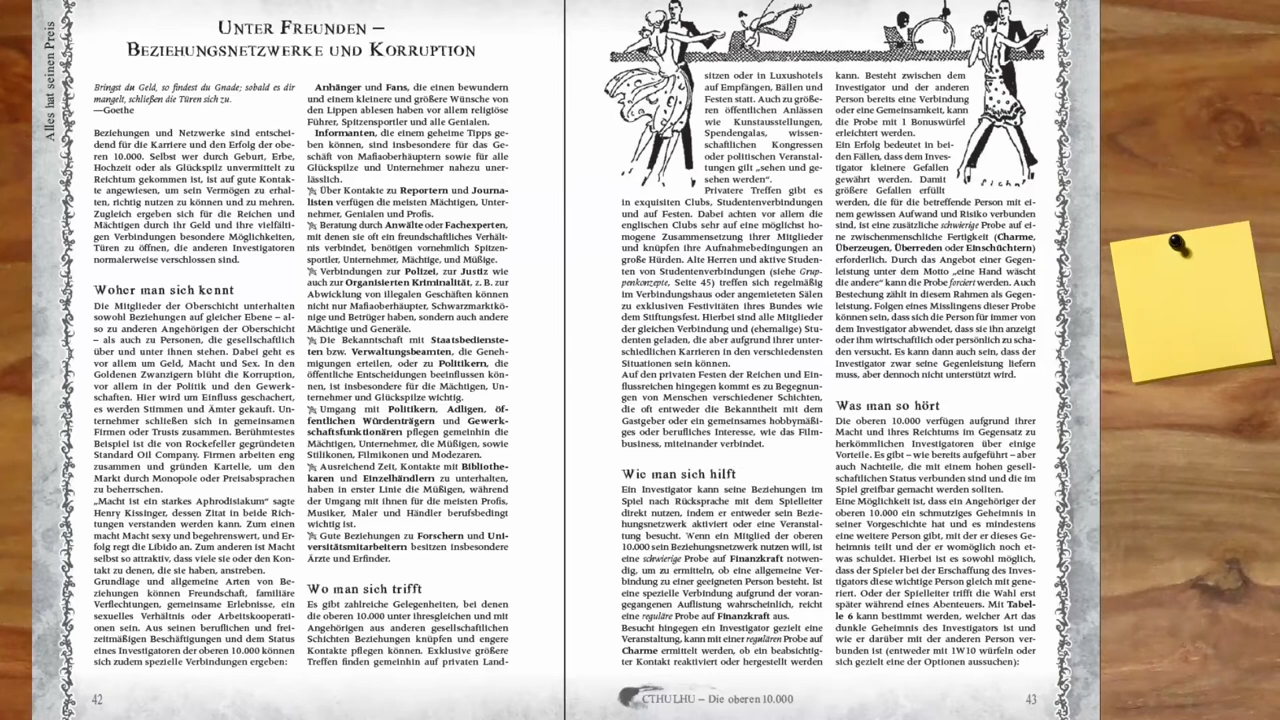 Alles hat seinen Preis
Unter Freunden –
Beziehungsnetzwerke und Korruption
Bringst du Geld, so findest du Gnade; sobald es dir
mangelt, schließen die Türen sich zu.
—Goethe
Beziehungen und Netzwerke sind entschei-
dend für die Karriere und den Erfolg der obe-
ren 10.000. Selbst wer durch Geburt, Erbe,
Hochzeit oder als Glückspilz unvermittelt zu
Reichtum gekommen ist, ist auf gute Kontak-
te angewiesen, um sein Vermögen zu erhal-
ten, richtig nutzen zu können und zu mehren.
Zugleich ergeben sich für die Reichen und
Mächtigen durch ihr Geld und ihre vielfälti-
gen Verbindungen besondere Möglichkeiten,
Türen zu öffnen, die anderen Investigatoren
normalerweise verschlossen sind.
Woher man sich kennt
Die Mitglieder der Oberschicht unterhalten
sowohl Beziehungen auf gleicher Ebene – al-
so zu anderen Angehörigen der Oberschicht
– als auch zu Personen, die gesellschaftlich
über und unter ihnen stehen. Dabei geht es
vor allem um Geld, Macht und Sex. In den
Goldenen Zwanzigern blüht die Korruption,
vor allem in der Politik und den Gewerk-
schaften. Hier wird um Einfluss geschachert,
es werden Stimmen und Ämter gekauft. Un-
ternehmer schließen sich in gemeinsamen
Firmen oder Trusts zusammen. Berühmtestes
Beispiel ist die von Rockefeller gegründeten
Standard Oil Company. Firmen arbeiten eng
zusammen und gründen Kartelle, um den
Markt durch Monopole oder Preisabsprachen
zu beherrschen.
„Macht ist ein starkes Aphrodisiakum“ sagte
Henry Kissinger, dessen Zitat in beide Rich-
tungen verstanden werden kann. Zum einen
macht Macht sexy und begehrenswert, und Er-
folg regt die Libido an. Zum anderen ist Macht
selbst so attraktiv, dass viele sie oder den Kon-
takt zu denen, die sie haben, anstreben.
Grundlage und allgemeine Arten von Be-
ziehungen können Freundschaft, familiäre
Verflechtungen, gemeinsame Erlebnisse, ein
sexuelles Verhältnis oder Arbeitskooperati-
onen sein. Aus seinen beruflichen und frei-
zeitmäßigen Beschäftigungen und dem Status
eines Investigatoren der oberen 10.000 können
sich zudem spezielle Verbindungen ergeben:
Anhänger und Fans, die einen bewundern
und einem kleinere und größere Wünsche von
den Lippen ablesen haben vor allem religiöse
Führer, Spitzensportler und alle Genialen.
Informanten, die einem geheime Tipps ge-
ben können, sind insbesondere für das Ge-
schäft von Mafiaoberhäuptern sowie für alle
Glückspilze und Unternehmer nahezu uner-
lässlich.
Über Kontakte zu Reportern und Journa-
listen verfügen die meisten Mächtigen, Unter-
nehmer, Genialen und Profis.
Beratung durch Anwälte oder Fachexperten,
mit denen sie oft ein freundschaftliches Verhält-
nis verbindet, benötigen vornehmlich Spitzen-
sportler, Unternehmer, Mächtige, und Müßige.
Verbindungen zur Polizei, zur Justiz wie
auch zur Organisierten Kriminalität, z. B. zur
Abwicklung von illegalen Geschäften können
nicht nur Mafiaoberhäupter, Schwarzmarktkö-
nige und Betrüger haben, sondern auch andere
Mächtige und Generäle.
Die Bekanntschaft mit Staatsbedienste-
ten bzw. Verwaltungsbeamten, die Geneh-
migungen erteilen, oder zu Politikern, die
öffentliche Entscheidungen beeinflussen kön-
nen, ist insbesondere für die Mächtigen, Un-
ternehmer und Glückspilze wichtig.
Umgang mit Politikern, Adligen, öf-
fentlichen Würdenträgern und Gewerk-
schaftsfunktionären pflegen gemeinhin die
Mächtigen, Unternehmer, die Müßigen, sowie
Stilikonen, Filmikonen und Modezaren.
Ausreichend Zeit, Kontakte mit Bibliothe-
karen und Einzelhändlern zu unterhalten,
haben in erster Linie die Müßigen, während
der Umgang mit ihnen für die meisten Profis,
Musiker, Maler und Händler berufsbedingt
wichtig ist.
Gute Beziehungen zu Forschern und Uni-
versitätsmitarbeitern besitzen insbesondere
Ärzte und Erfinder.
Wo man sich trifft
Es gibt zahlreiche Gelegenheiten, bei denen
die oberen 10.000 unter ihresgleichen und mit
Angehörigen aus anderen gesellschaftlichen
Schichten Beziehungen knüpfen und engere
Kontakte pflegen können. Exklusive größere
Treffen finden gemeinhin auf privaten Land-
42
sitzen oder in Luxushotels
auf Empfängen, Bällen und
Festen statt. Auch zu größe-
ren öffentlichen Anlässen
wie Kunstausstellungen,
Spendengalas, wissen-
schaftlichen Kongressen
oder politischen Veranstal-
tungen gilt „sehen und ge-
sehen werden“.
Privatere Treffen gibt es
in exquisiten Clubs, Studentenverbindungen
und auf Festen. Dabei achten vor allem die
englischen Clubs sehr auf eine möglichst ho-
mogene Zusammensetzung ihrer Mitglieder
und knüpfen ihre Aufnahmebedingungen an
große Hürden. Alte Herren und aktive Studen-
ten von Studentenverbindungen (siehe Grup-
penkonzepte, Seite 45) treffen sich regelmäßig
im Verbindungshaus oder angemieteten Sälen
zu exklusiven Festivitäten ihres Bundes wie
dem Stiftungsfest. Hierbei sind alle Mitglieder
der gleichen Verbindung und (ehemalige) Stu-
denten geladen, die aber aufgrund ihrer unter-
schiedlichen Karrieren in den verschiedensten
Situationen sein können.
Auf den privaten Festen der Reichen und Ein-
flussreichen hingegen kommt es zu Begegnun-
gen von Menschen verschiedener Schichten,
die oft entweder die Bekanntheit mit dem
Gastgeber oder ein gemeinsames hobbymäßi-
ges oder berufliches Interesse, wie das Film-
business, miteinander verbindet.
Wie man sich hilft
Ein Investigator kann seine Beziehungen im
Spiel nach Rücksprache mit dem Spielleiter
direkt nutzen, indem er entweder sein Bezie-
hungsnetzwerk aktiviert oder eine Veranstal-
tung besucht. Wenn ein Mitglied der oberen
10.000 sein Beziehungsnetzwerk nutzen will, ist
eine schwierige Probe auf Finanzkraft notwen-
dig, um zu ermitteln, ob eine allgemeine Ver-
bindung zu einer geeigneten Person besteht. Ist
eine spezielle Verbindung aufgrund der voran-
gegangenen Auflistung wahrscheinlich, reicht
eine reguläre Probe auf Finanzkraft aus.
Besucht hingegen ein Investigator gezielt eine
Veranstaltung, kann mit einer regulären Probe auf
Charme ermittelt werden, ob ein beabsichtig-
ter Kontakt reaktiviert oder hergestellt werden
kann. Besteht zwischen dem
Investigator und der anderen
Person bereits eine Verbindung
oder eine Gemeinsamkeit, kann
die Probe mit 1 Bonuswürfel
erleichtert werden.
Ein Erfolg bedeutet in bei-
den Fällen, dass dem Inves-
tigator kleinere Gefallen
gewährt werden. Damit
größere Gefallen erfüllt
werden, die für die betreffende Person mit ei-
nem gewissen Aufwand und Risiko verbunden
sind, ist eine zusätzliche schwierige Probe auf ei-
ne zwischenmenschliche Fertigkeit (Charme,
Überzeugen, Überreden oder Einschüchtern)
erforderlich. Durch das Angebot einer Gegen-
leistung unter dem Motto „eine Hand wäscht
die andere“ kann die Probe forciert werden. Auch
Bestechung zählt in diesem Rahmen als Gegen-
leistung. Folgen eines Misslingens dieser Probe
können sein, dass sich die Person für immer von
dem Investigator abwendet, dass sie ihn anzeigt
oder ihm wirtschaftlich oder persönlich zu scha-
den versucht. Es kann dann auch sein, dass der
Investigator zwar seine Gegenleistung liefern
muss, aber dennoch nicht unterstützt wird.
Was man so hört
Die oberen 10.000 verfügen aufgrund ihrer
Macht und ihres Reichtums im Gegensatz zu
herkömmlichen Investigatoren über einige
Vorteile. Es gibt – wie bereits aufgeführt – aber
auch Nachteile, die mit einem hohen gesell-
schaftlichen Status verbunden sind und die im
Spiel greifbar gemacht werden sollten.
Eine Möglichkeit ist, dass ein Angehöriger der
oberen 10.000 ein schmutziges Geheimnis in
seiner Vorgeschichte hat und es mindestens
eine weitere Person gibt, mit der er dieses Ge-
heimnis teilt und der er womöglich noch et-
was schuldet. Hierbei ist es sowohl möglich,
dass der Spieler bei der Erschaffung des Inves-
tigators diese wichtige Person gleich mit gene-
riert. Oder der Spielleiter trifft die Wahl erst
später während eines Abenteuers. Mit Tabel-
le 6 kann bestimmt werden, welcher Art das
dunkle Geheimnis des Investigators ist und
wie er darüber mit der anderen Person ver-
bunden ist (entweder mit 1W10 würfeln oder
sich gezielt eine der Optionen aussuchen):
CTHULHU – Die oberen 10.000
43